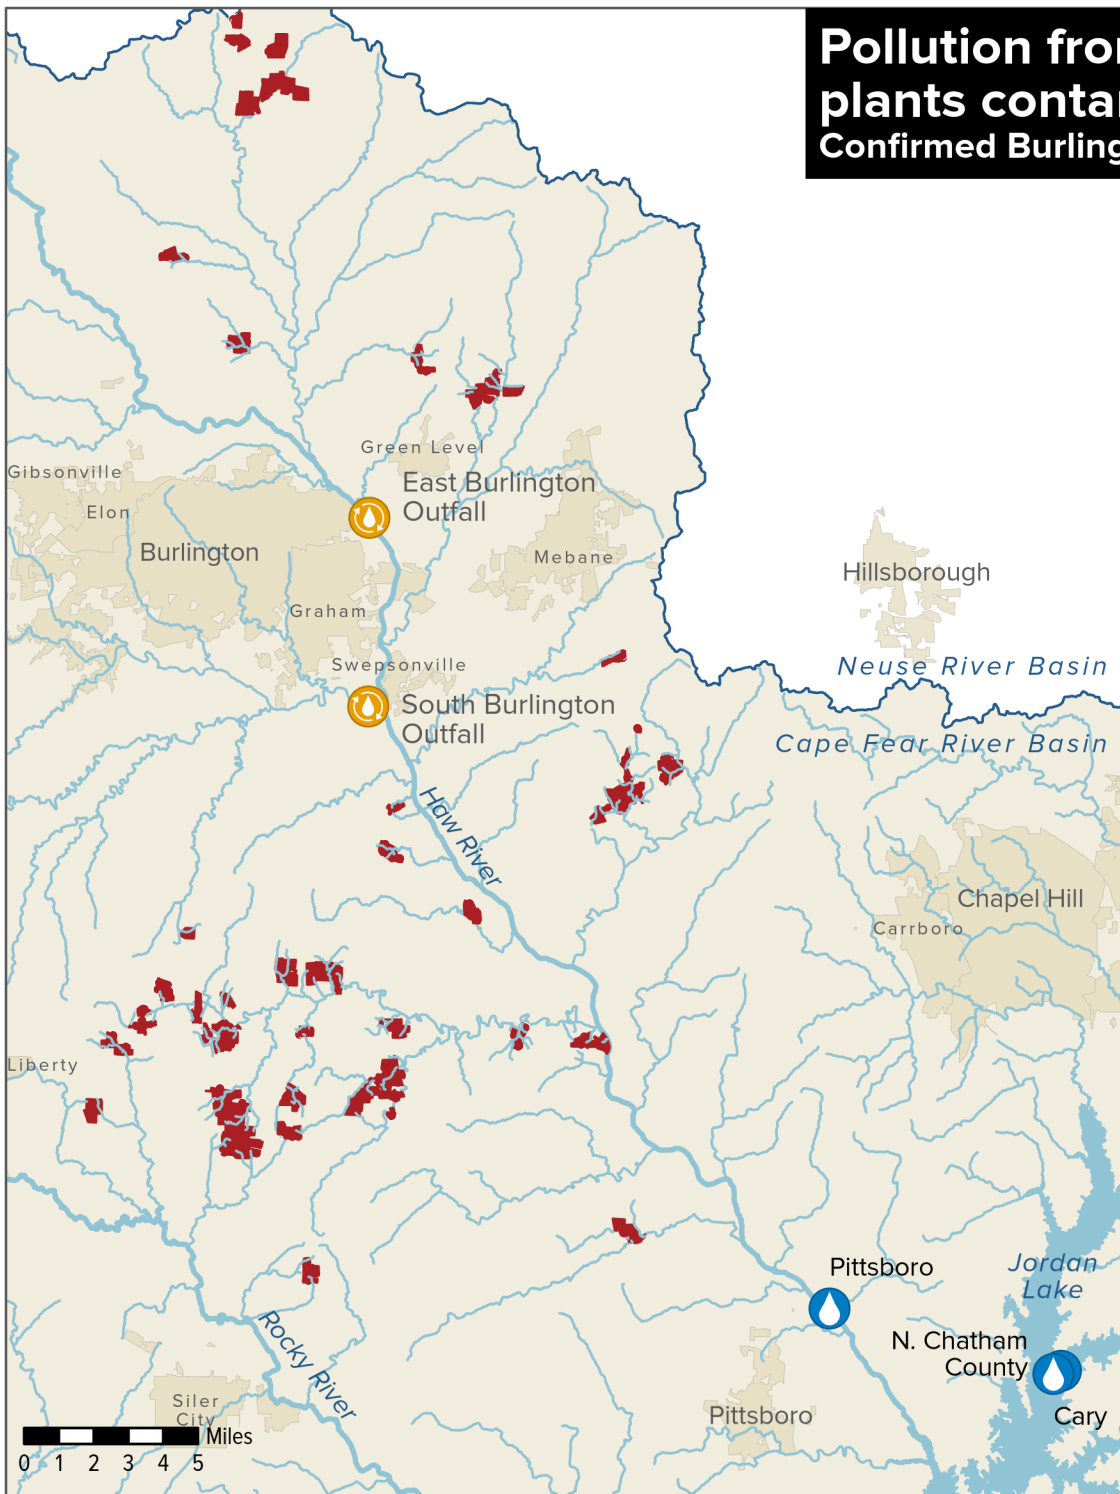 Pollution fro
plants conta
Confirmed Burling
Green Level
Gibsonville
East Burlington
Outfall
Elon
Burlington
Mebane
Hillsborough
Graham
Swepsonville
Neuse River Basin
South Burlington
Outfall
Cape Fear River Basin
Haw River
Chapel Hill
Carrboro
Liberty
Pittsboro
Jordan
Lake
Rocky River
N. Chatham
County
Siler
City
Pittsboro
Cary
Miles
0 1 2 3 4 5